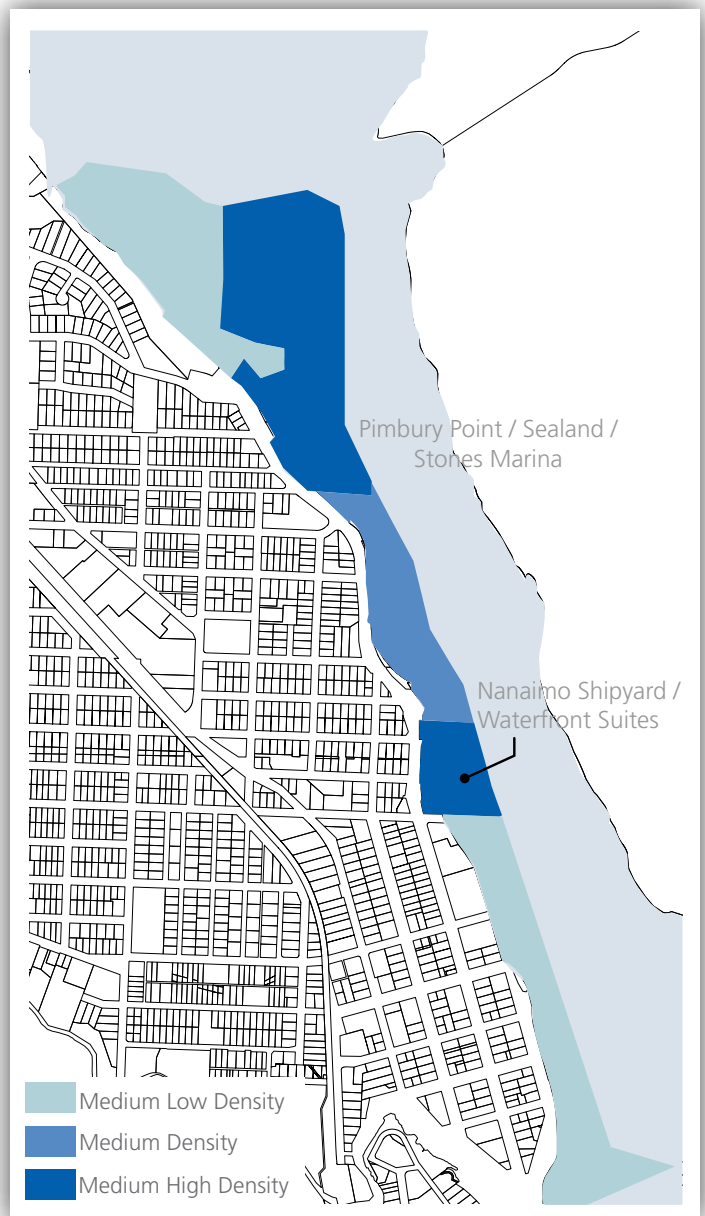 Pimbury Point / Sealand /
Stones Marina
Nanaimo Shipyard /
Waterfront Suites
Medium Low Density
Medium Density
Medium High Density